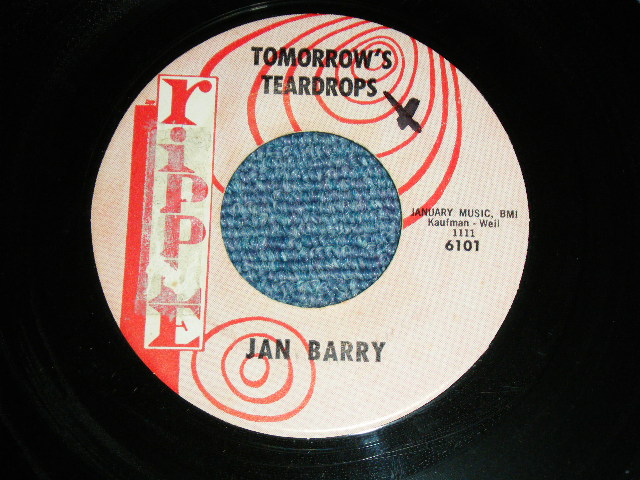 TOMORROW'S
TEARDROPS
ripplE
JANUARY MUSIC, BMI
Kaufman - Weil
1111
6101
JAN BARRY